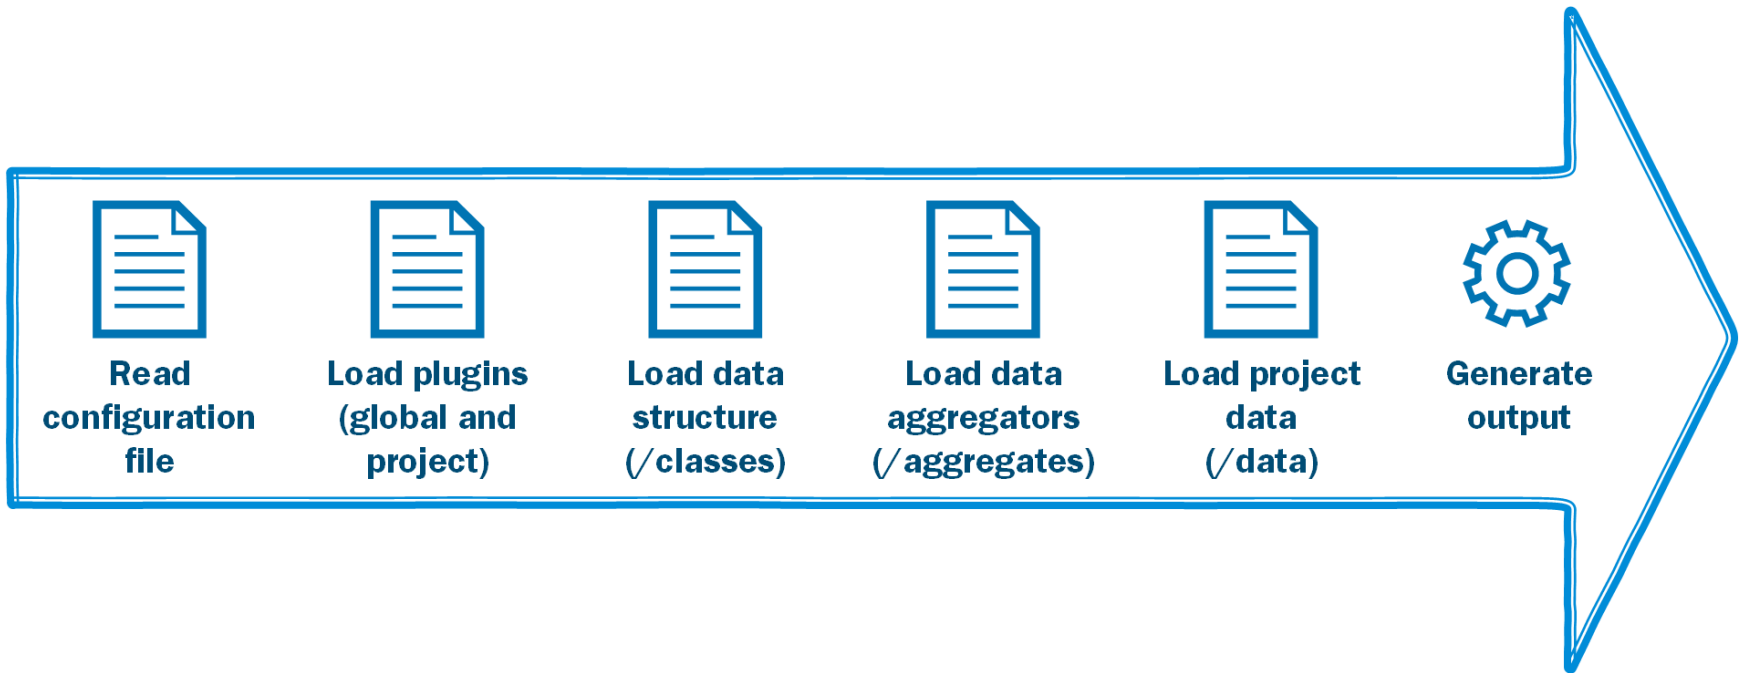 Read
configuration
file
Load plugins
(global and
project)
Load data
structure
(/classes)
Load data
aggregators
(/aggregates)
Load project
data
(/data)
Generate
output